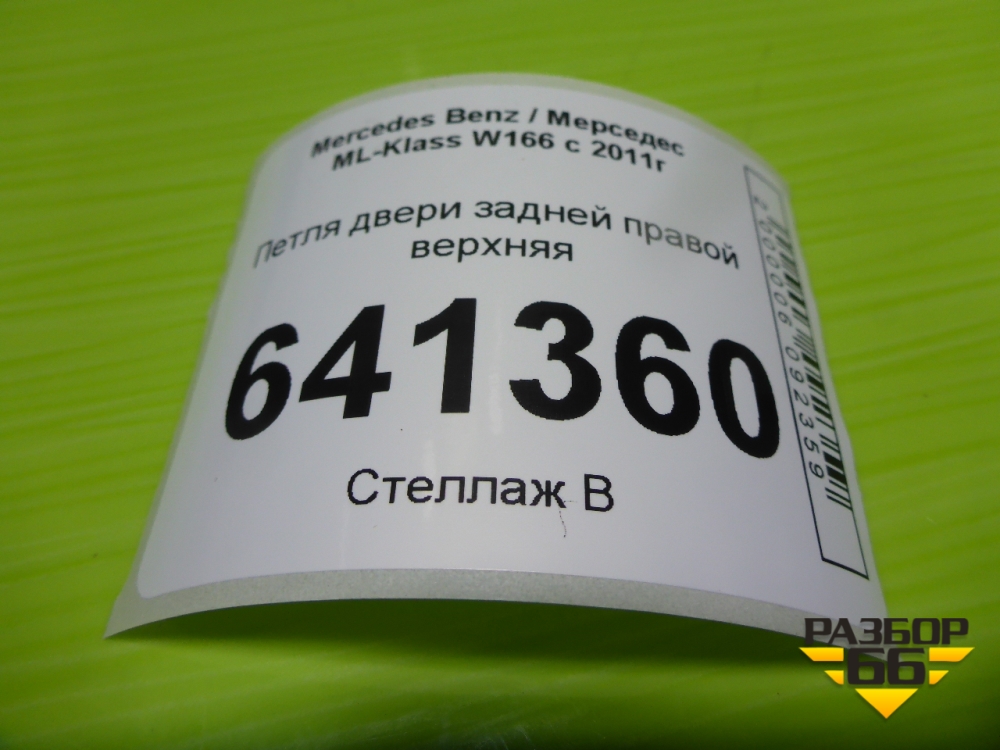 Mercedes Benz / Мерседес
ML-Klass W166 с 2011г
Петля двери задней правой
верхняя
641360
Стеллаж В
2000006092359
РАЗБОР
66